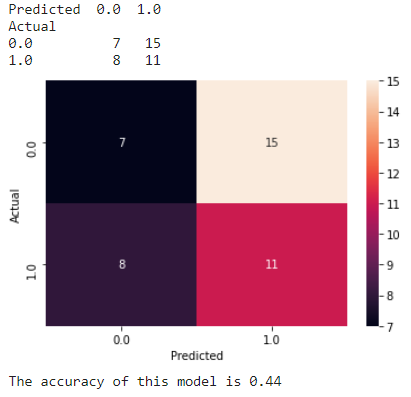 Predicted  0.0  1.0
Actual
0.0          7   15
1.0          8   11
15
14
13
12
11
10
9
8
7
0.0
7
15
Actual
1.0
8
11
0.0
1.0
Predicted
The accuracy of this model is 0.44